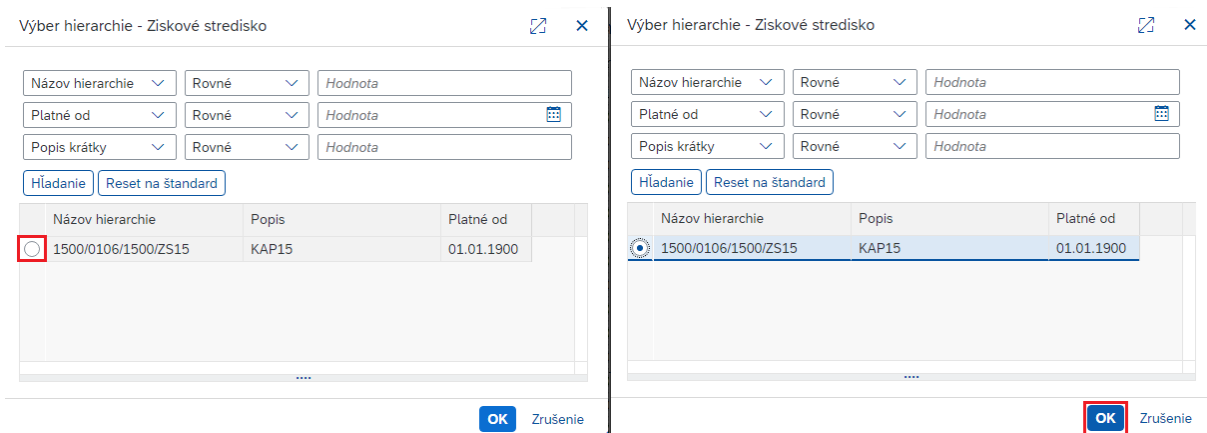 Výber hierarchie - Ziskové stredisko
Názov hierarchie Rovné Hodnota
Platné od Rovné Hodnota
Popis krátky Rovné Hodnota
Hľadanie Reset na štandard
Názov hierarchie Popis Platné od
1500/0106/1500/ZS15 KAP15 01.01.1900
OK Zrušenie
Výber hierarchie - Ziskové stredisko
Názov hierarchie Rovné Hodnota
Platné od Rovné Hodnota
Popis krátky Rovné Hodnota
Hľadanie Reset na štandard
Názov hierarchie Popis Platné od
1500/0106/1500/ZS15 KAP15 01.01.1900
OK Zrušenie